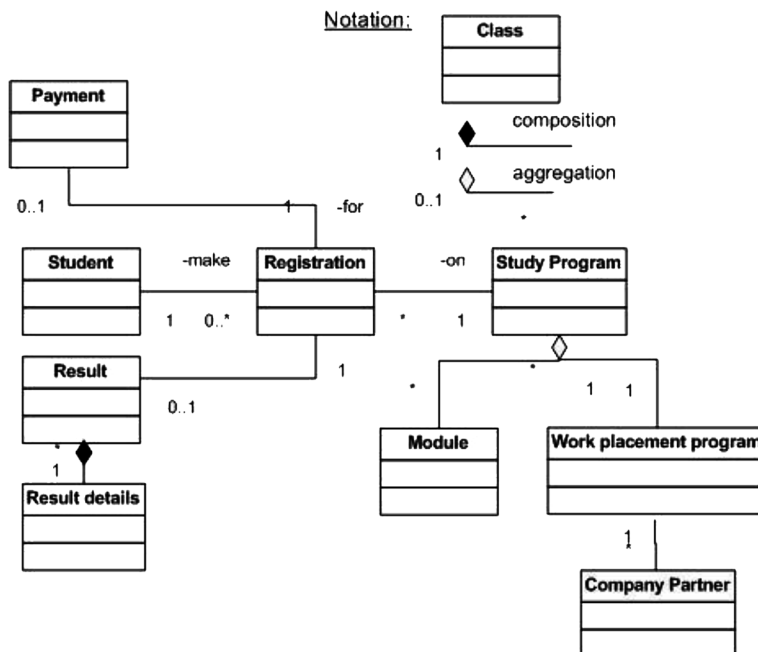 Notation:
Class
composition
1
aggregation
0..1
*
Payment
0..1
1
-for
Student
-make
1
0..*
Registration
-on
*
1
Study Program
Result
0..1
1
*
1
Result details
*
*
1
1
Module
Work placement program
1
*
Company Partner